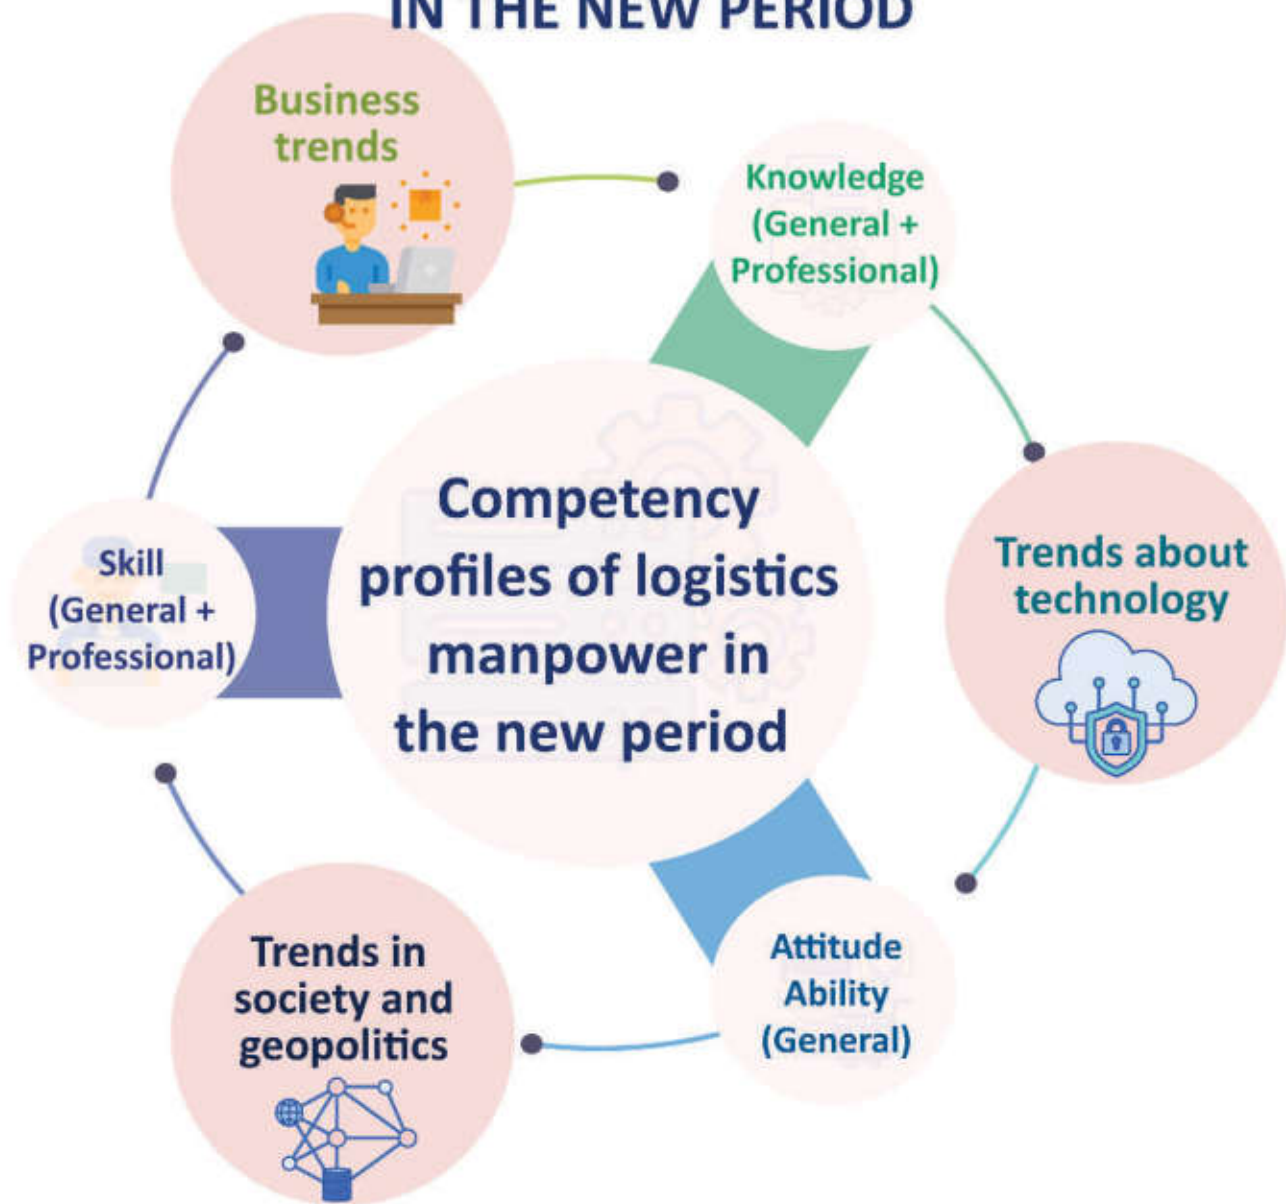 IN THE NEW PERIOD
Business
trends
Knowledge
(General +
Professional)
Competency
profiles of logistics
manpower in
the new period
Trends about
technology
Skill
(General +
Professional)
Attitude
Ability
(General)
Trends in
society and
geopolitics